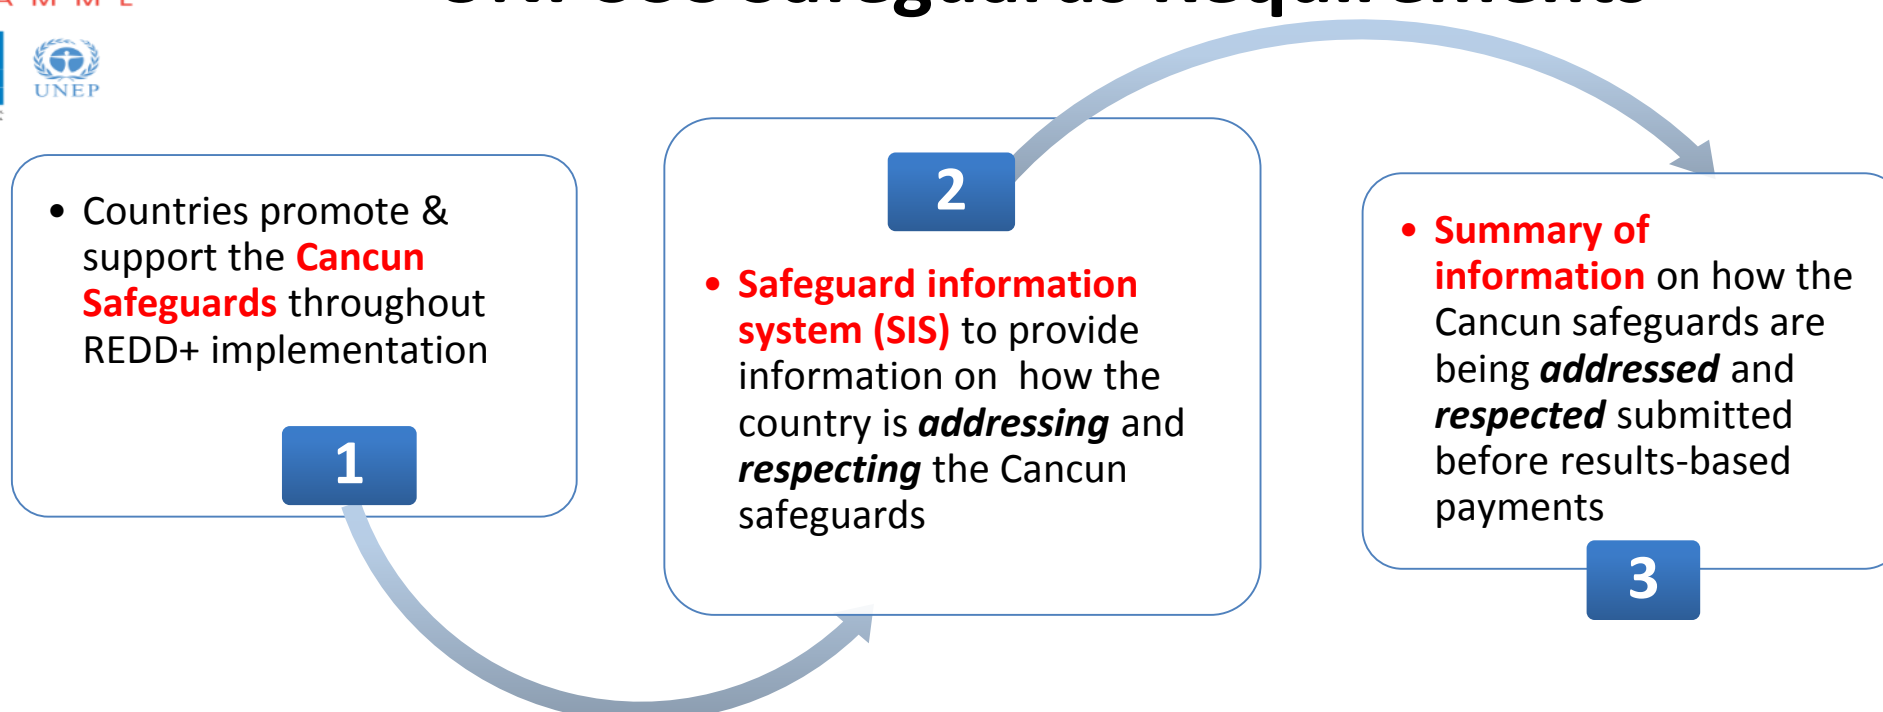 A M M E
Safeguards Requirements
UNEP
• Countries promote &
support the Cancun
Safeguards throughout
REDD+ implementation
1
2
• Safeguard information
system (SIS) to provide
information on how the
country is addressing and
respecting the Cancun
safeguards
• Summary of
information on how the
Cancun safeguards are
being addressed and
respected submitted
before results-based
payments
3